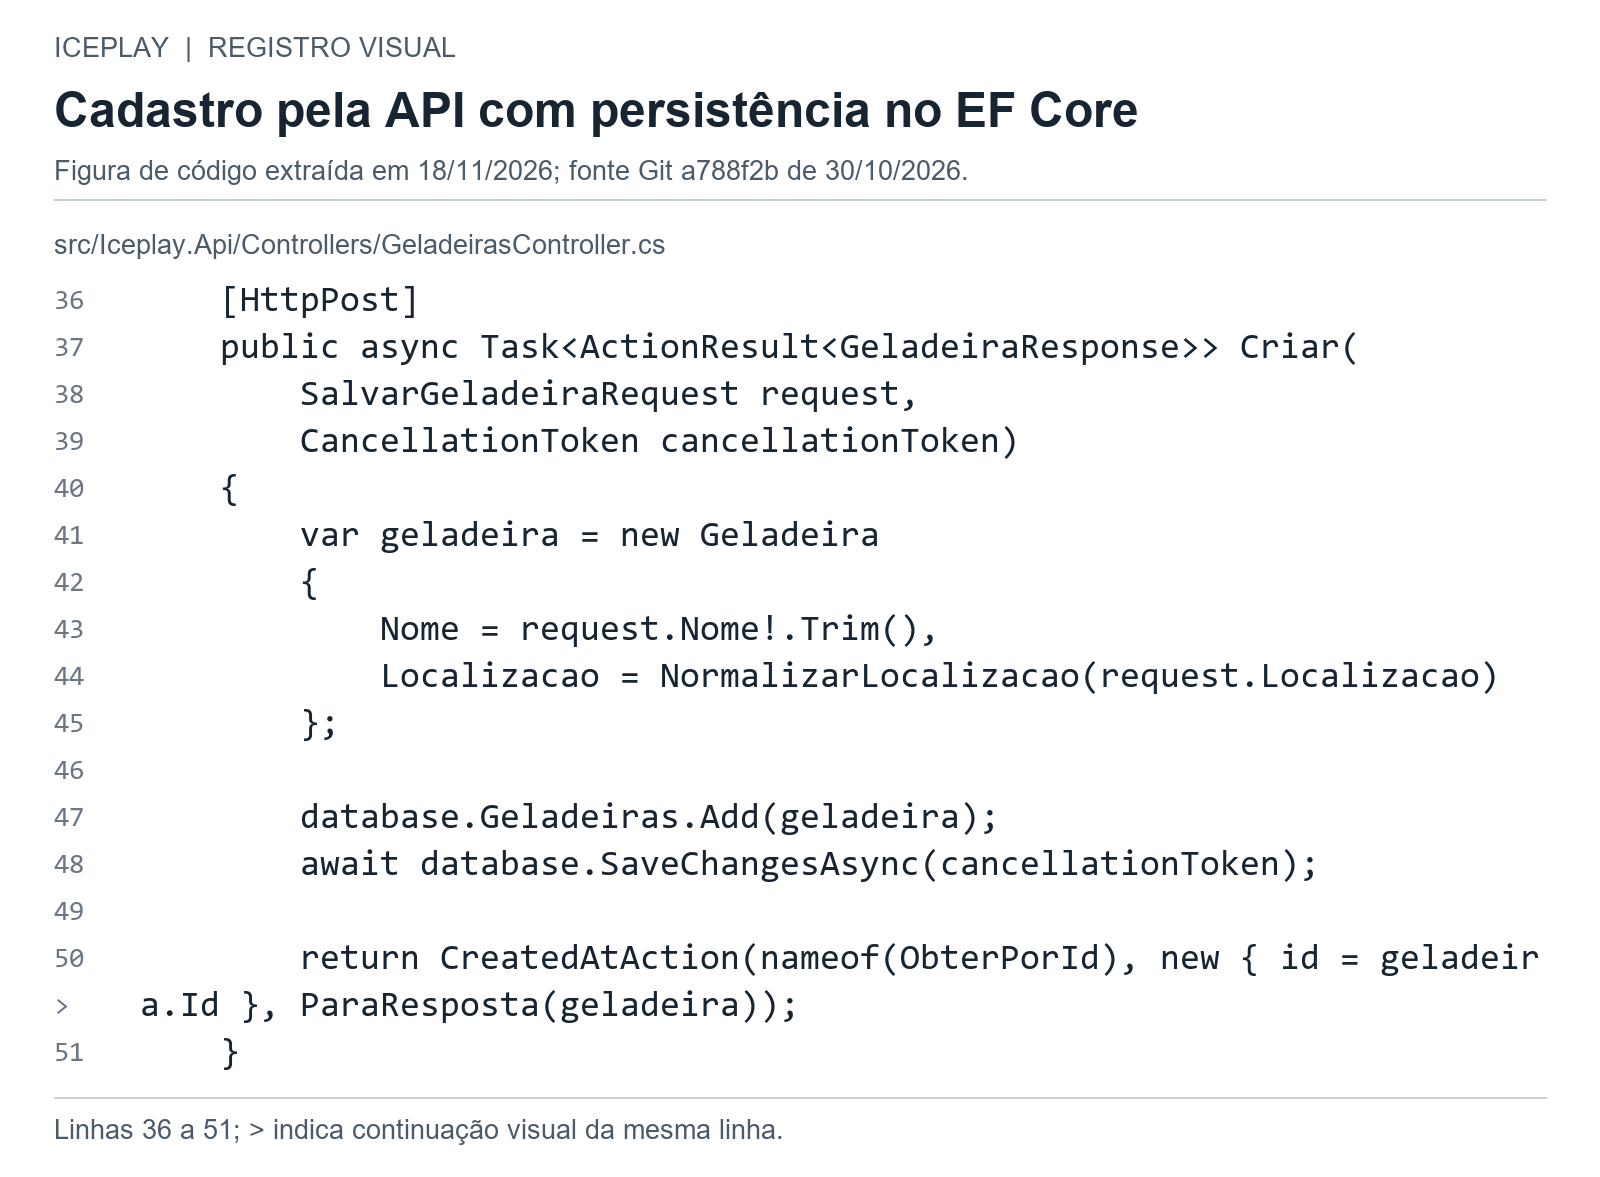 ICEPLAY | REGISTRO VISUAL
Cadastro pela API com persistência no EF Core
Figura de código extraída em 18/11/2026; fonte Git a788f2b de 30/10/2026.
src/Iceplay.Api/Controllers/GeladeirasController.cs
36 [HttpPost]
37 public async Task<ActionResult<GeladeiraResponse>> Criar(
38 SalvarGeladeiraRequest request,
39 CancellationToken cancellationToken)
40 {
41 var geladeira = new Geladeira
42 {
43 Nome = request.Nome!.Trim(),
44 Localizacao = NormalizarLocalizacao(request.Localizacao)
45 };
46
47 database.Geladeiras.Add(geladeira);
48 await database.SaveChangesAsync(cancellationToken);
49
50 return CreatedAtAction(nameof(ObterPorId), new { id = geladeir
> a.Id }, ParaResposta(geladeira));
51 }
Linhas 36 a 51; > indica continuação visual da mesma linha.